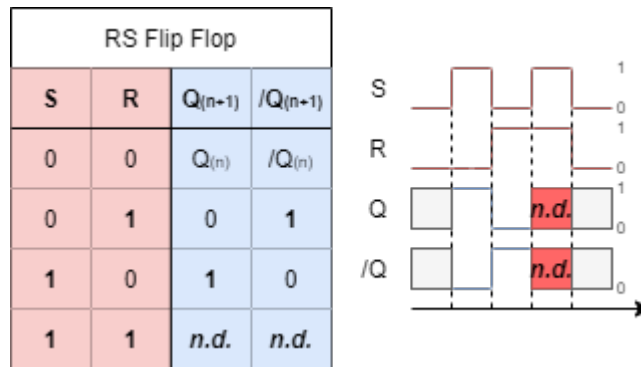 RS Flip Flop
S R Q(n+1) /Q(n+1)
0 0 Q(n) /Q(n)
0 1 0 1
1 0 1 0
1 1 n.d. n.d.
S 1
0
R 1
0
Q n.d. 1
0
/Q n.d.
0